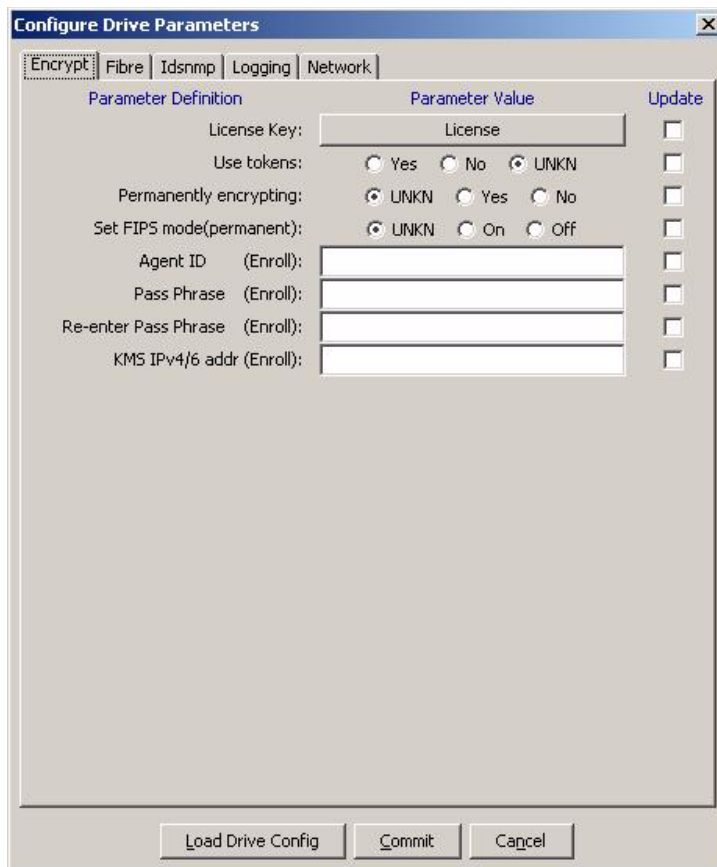 Configure Drive Parameters
Encrypt Fibre Idsnmp Logging Network
Parameter Definition Parameter Value Update
License Key: License
Use tokens: Yes No UNKN
Permanently encrypting: UNKN Yes No
Set FIPS mode(permanent): UNKN On Off
Agent ID (Enroll):
Pass Phrase (Enroll):
Re-enter Pass Phrase (Enroll):
KMS IPv4/6 addr (Enroll):
Load Drive Config Commit Cancel